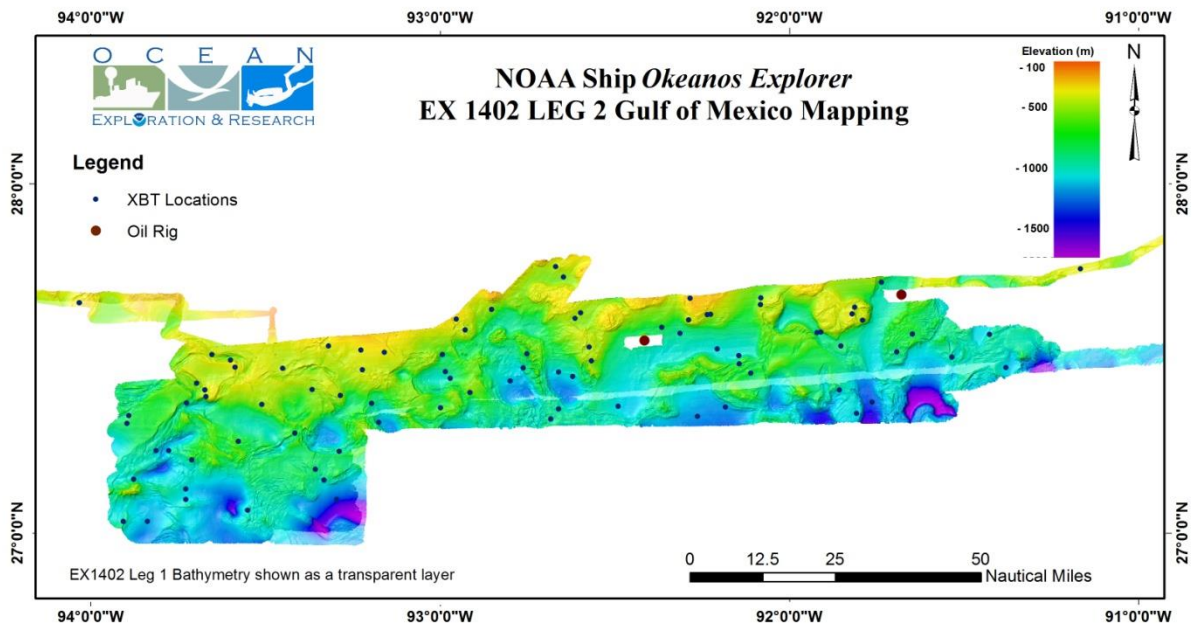 94°0'0"W 93°0'0"W 92°0'0"W 91°0'0"W
OCEAN
EXPLORATION & RESEARCH
NOAA Ship Okeanos Explorer
EX 1402 LEG 2 Gulf of Mexico Mapping
Elevation (m)
- 100
- 500
- 1000
- 1500
N
Legend
XBT Locations
Oil Rig
28°0'0"N 28°0'0"N
27°0'0"N 27°0'0"N
EX1402 Leg 1 Bathymetry shown as a transparent layer
0 12.5 25 50
Nautical Miles
94°0'0"W 93°0'0"W 92°0'0"W 91°0'0"W